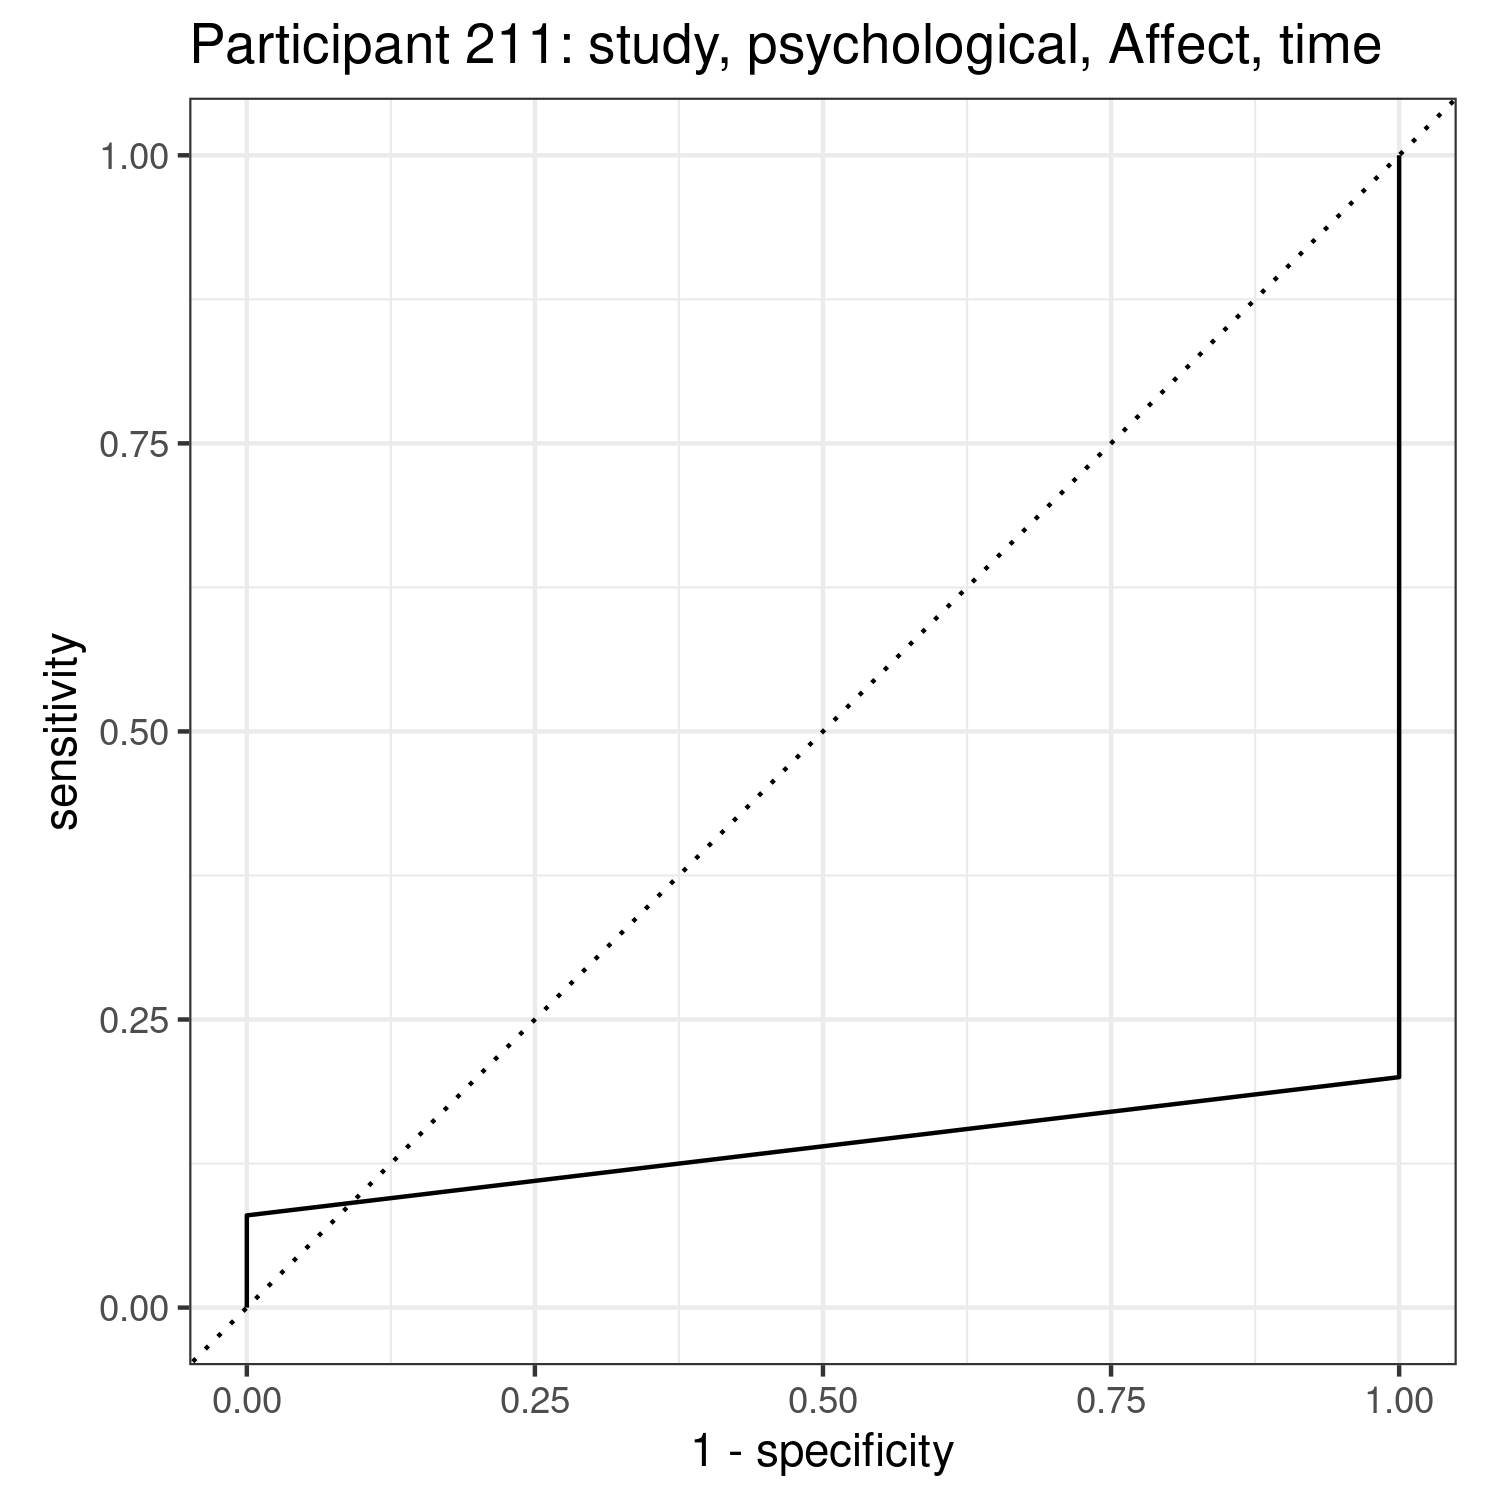 Participant 211: study, psychological, Affect, time
1.00
0.75
0.50
0.25
0.00
sensitivity
0.00 0.25 0.50 0.75 1.00
1 - specificity